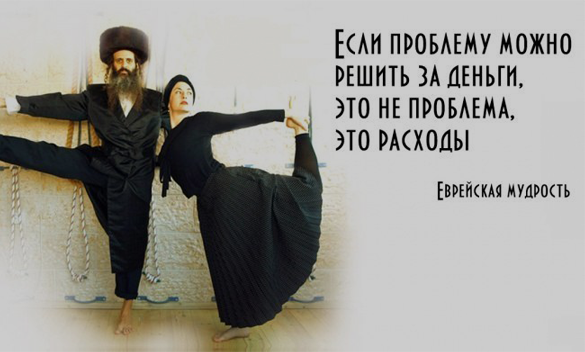 Если проблему можно
решить за деньги,
это не проблема,
это расходы
Еврейская мудрость